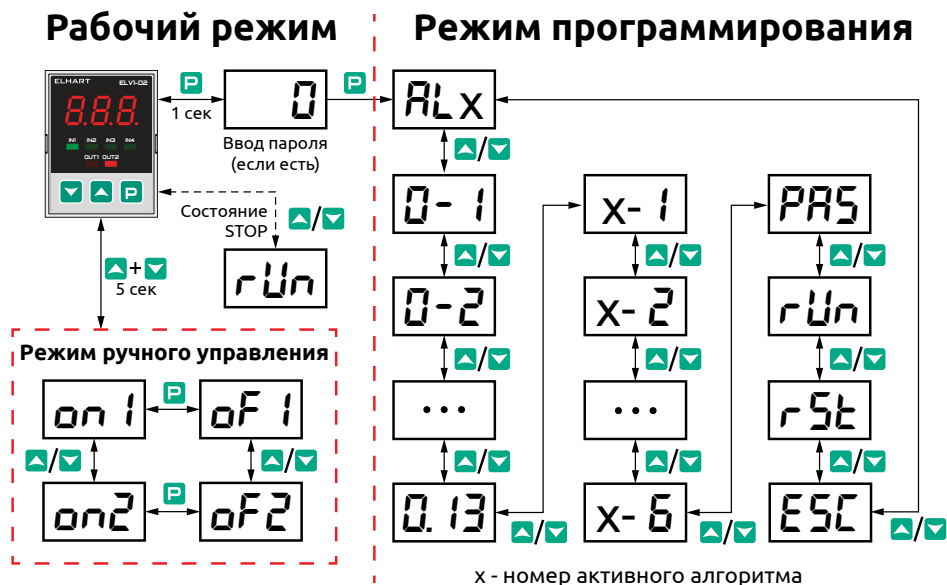 Рабочий режим
Режим программирования
ELHART ELVI-D2
8.8.8.
IN1 IN2 IN3 IN4
OUT1 OUT2
P
P
1 сек
0
Ввод пароля
(если есть)
P
Состояние
STOP
/
rUn
+
5 сек
Режим ручного управления
on1
P
oF1
/
/
on2
P
oF2
ALx
/
0-1
/
0-2
/
...
/
0.13
/
x-1
/
x-2
/
...
/
x-6
/
PAS
/
rUn
/
rSt
/
ESC
/
x - номер активного алгоритма